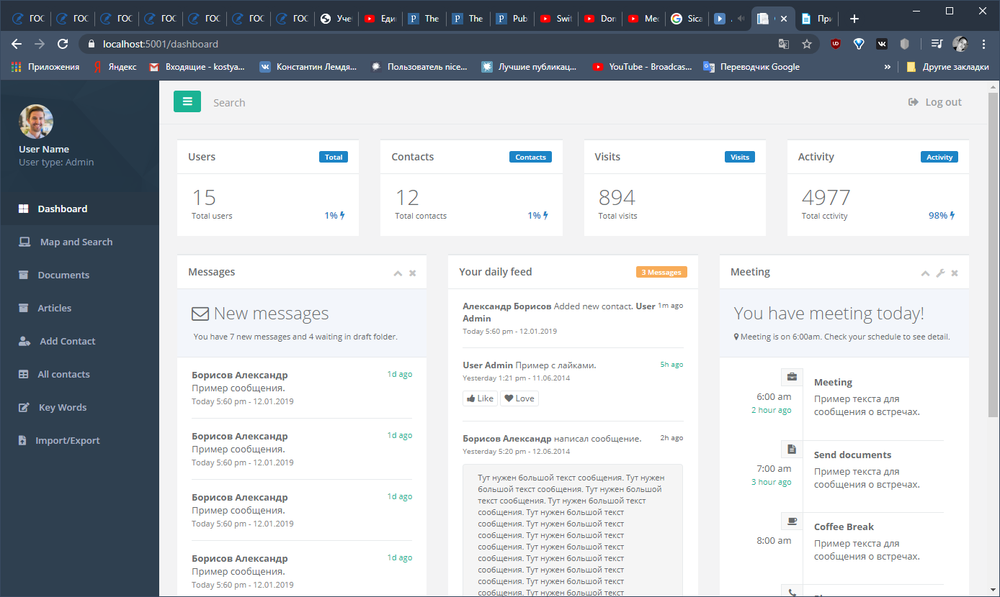 ГОС
ГОС
ГОС
ГОС
ГОС
ГОС
ГОС
Уче
Еди
The
The
Pub
Swit
Don
Мес
Sica
При
localhost:5001/dashboard
Приложения
Яндекс
Входящие - kostya...
Константин Лемдя...
Пользователь nice...
Лучшие публикац...
YouTube - Broadcas...
Переводчик Google
»
Другие закладки
User Name
User type: Admin
Dashboard
Map and Search
Documents
Articles
Add Contact
All contacts
Key Words
Import/Export
Search
Log out
Users
Total
15
Total users
1%
Contacts
Contacts
12
Total contacts
1%
Visits
Visits
894
Total visits
Activity
Activity
4977
Total cctivity
98%
Messages
New messages
You have 7 new messages and 4 waiting in draft folder.
Борисов Александр
1d ago
Пример сообщения.
Today 5:60 pm - 12.01.2019
Борисов Александр
1d ago
Пример сообщения.
Today 5:60 pm - 12.01.2019
Борисов Александр
1d ago
Пример сообщения.
Today 5:60 pm - 12.01.2019
Борисов Александр
1d ago
Пример сообщения.
Today 5:60 pm - 12.01.2019
Your daily feed
3 Messages
Александр Борисов Added new contact. User
1m ago
Admin
Today 5:60 pm - 12.01.2019
User Admin Пример с лайками.
5h ago
Yesterday 1:21 pm - 11.06.2014
Like
Love
Борисов Александр написал сообщение.
2h ago
Yesterday 5:20 pm - 12.06.2014
Тут нужен большой текст сообщения. Тут нужен
большой текст сообщения. Тут нужен большой
текст сообщения. Тут нужен большой текст
сообщения. Тут нужен большой текст
сообщения. Тут нужен большой текст
сообщения. Тут нужен большой текст
сообщения. Тут нужен большой текст
сообщения. Тут нужен большой текст
сообщения. Тут нужен большой текст
сообщения. Тут нужен большой текст
сообщения. Тут нужен большой текст
Meeting
You have meeting today!
Meeting is on 6:00am. Check your schedule to see detail.
6:00 am
2 hour ago
Meeting
Пример текста для
сообщения о встречах.
7:00 am
3 hour ago
Send documents
Пример текста для
сообщения о встречах.
8:00 am
Coffee Break
Пример текста для
сообщения о встречах.